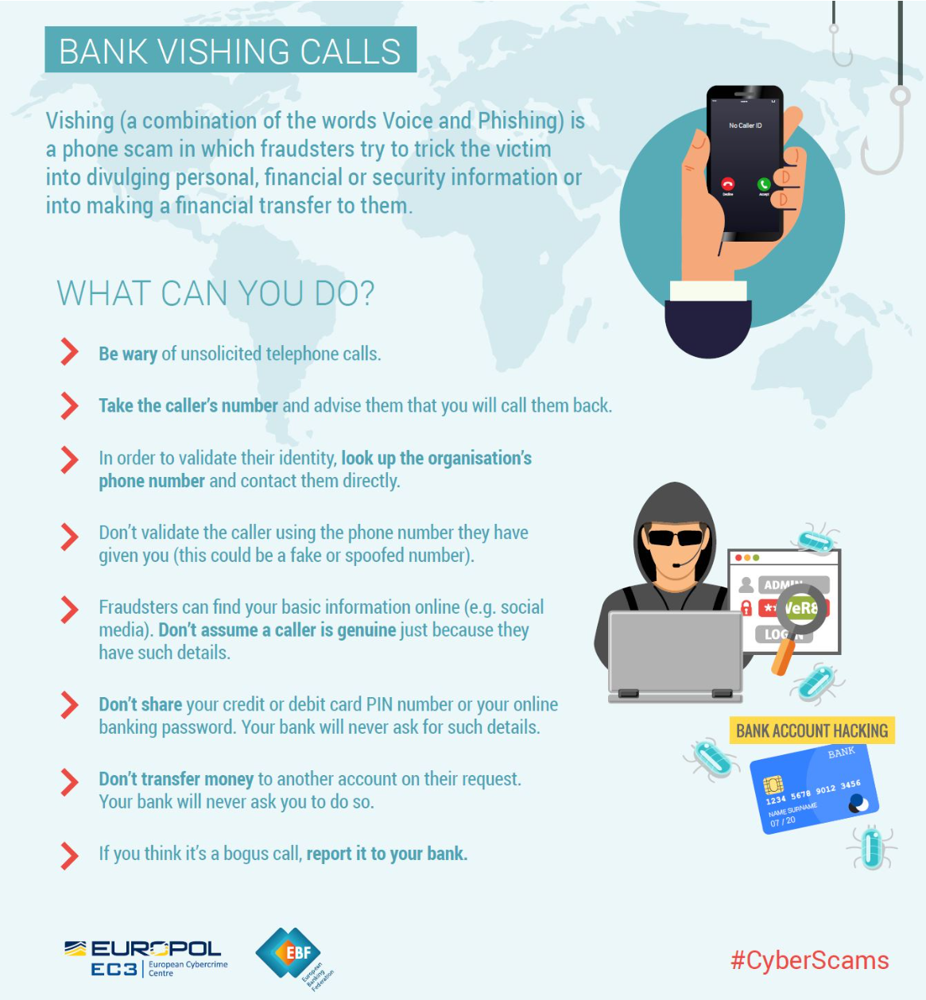 BANK VISHING CALLS
Vishing (a combination of the words Voice and Phishing) is
a phone scam in which fraudsters try to trick the victim
into divulging personal, financial or security information or
into making a financial transfer to them.
No Caller ID
Decline
Accept
WHAT CAN YOU DO?
Be wary of unsolicited telephone calls.
Take the caller's number and advise them that you will call them back.
In order to validate their identity, look up the organisation's
phone number and contact them directly.
Don't validate the caller using the phone number they have
given you (this could be a fake or spoofed number).
Fraudsters can find your basic information online (e.g. social
media). Don't assume a caller is genuine just because they
have such details.
Don't share your credit or debit card PIN number or your online
banking password. Your bank will never ask for such details.
Don't transfer money to another account on their request.
Your bank will never ask you to do so.
If you think it's a bogus call, report it to your bank.
ADMIN
**VeR8
LOGIN
BANK ACCOUNT HACKING
BANK
1234 5678 9012 3456
NAME SURNAME
07 / 20
EUROPOL
EC3 European Cybercrime
Centre
EBF
European
Banking
Federation
#CyberScams